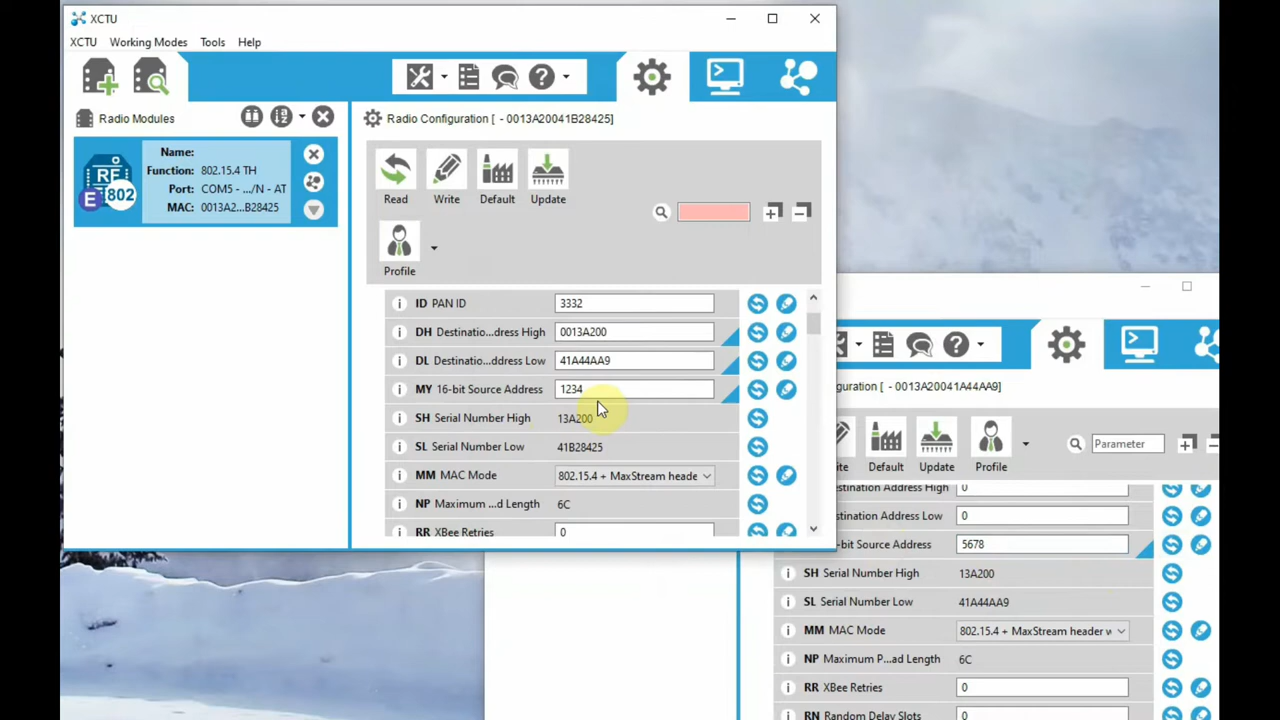 XCTU
XCTU Working Modes Tools Help
Radio Modules
Name:
Function: 802.15.4 TH
Port: COM5 - .../N - AT
MAC: 0013A2...B28425
RF
802
E
Radio Configuration [ - 0013A20041B28425]
Read Write Default Update
Profile
ID PAN ID 3332
DH Destinatio...dress High 0013A200
DL Destinatio...ddress Low 41A44AA9
MY 16-bit Source Address 1234
SH Serial Number High 13A200
SL Serial Number Low 41B28425
MM MAC Mode 802.15.4 + MaxStream heade
NP Maximum ...d Length 6C
RR XBee Retries 0
guration [ - 0013A20041A44AA9]
ite Default Update Profile
Parameter
stination Address High 0
stination Address Low 0
-bit Source Address 5678
SH Serial Number High 13A200
SL Serial Number Low 41A44AA9
MM MAC Mode 802.15.4 + MaxStream header w
NP Maximum P...ad Length 6C
RR XBee Retries 0
RN Random Delay Slots 0